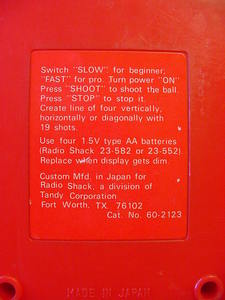 Switch "SLOW" for beginner;
"FAST" for pro. Turn power "ON"
Press "SHOOT" to shoot the ball.
Press "STOP" to stop it.
Create line of four vertically,
horizontally or diagonally with
19 shots.
Use four 1.5V type AA batteries
(Radio Shack 23-582 or 23-552).
Replace when display gets dim
Custom Mfd. in Japan for
Radio Shack, a division of
Tandy Corporation
Fort Worth, TX, 76102
Cat. No. 60-2123
MADE IN JAPAN